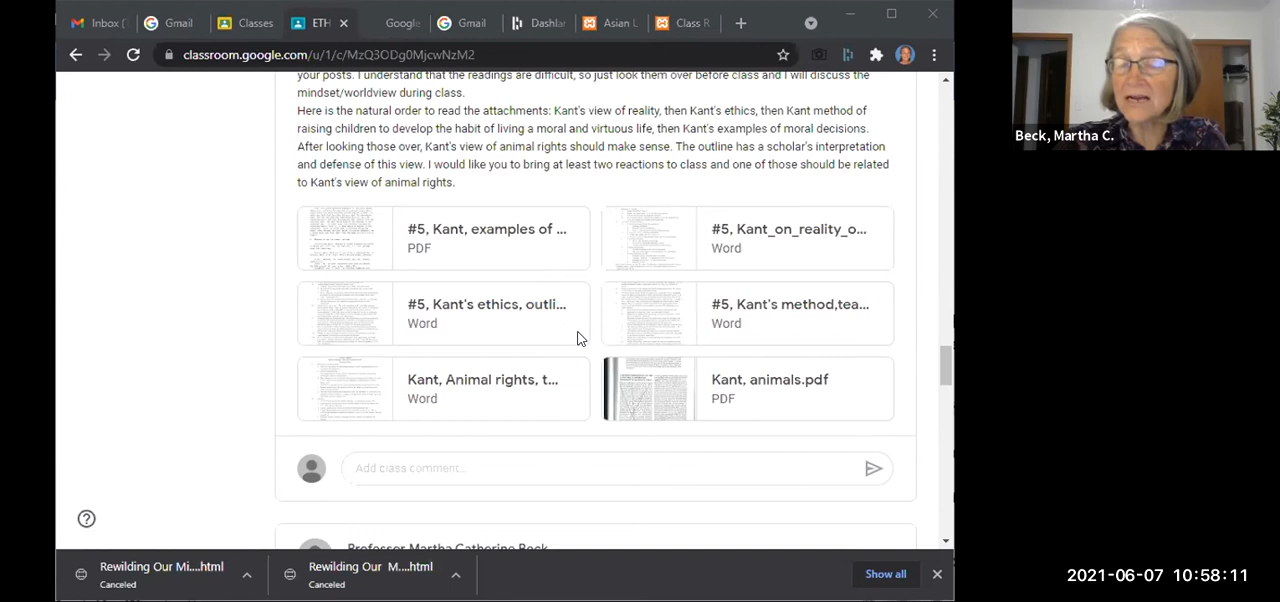 Inbox (
Gmail
Classes
ETH
Google
Gmail
Dashla
Asian L
Class R
classroom.google.com/u/1/c/MzQ3ODg0MjcwNzM2
your posts. I understand that the readings are difficult, so just look them over before class and I will discuss the
mindset/worldview during class.
Here is the natural order to read the attachments: Kant's view of reality, then Kant's ethics, then Kant method of
raising children to develop the habit of living a moral and virtuous life, then Kant's examples of moral decisions.
After looking those over, Kant's view of animal rights should make sense. The outline has a scholar's interpretation
and defense of this view. I would like you to bring at least two reactions to class and one of those should be related
to Kant's view of animal rights.
#5, Kant, examples of ...
PDF
#5, Kant_on_reality_o...
Word
#5, Kant's ethics, outli...
Word
#5, Kant's method,tea...
Word
Kant, Animal rights, t...
Word
Kant, animals.pdf
PDF
Add class comment...
Professor Martha Catherine Beck
Rewilding Our Mi....html
Canceled
Rewilding Our M....html
Canceled
Show all
Beck, Martha C.
2021-06-07 10:58:11